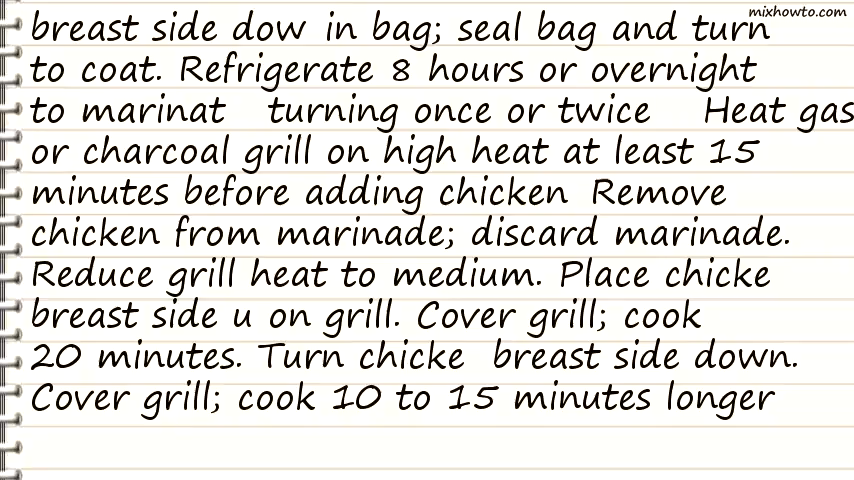 mixhowto.com
breast side dow in bag; seal bag and turn
to coat. Refrigerate 8 hours or overnight
to marinat turning once or twice Heat gas
or charcoal grill on high heat at least 15
minutes before adding chicken Remove
chicken from marinade; discard marinade.
Reduce grill heat to medium. Place chicke
breast side u on grill. Cover grill; cook
20 minutes. Turn chicke breast side down.
Cover grill; cook 10 to 15 minutes longer